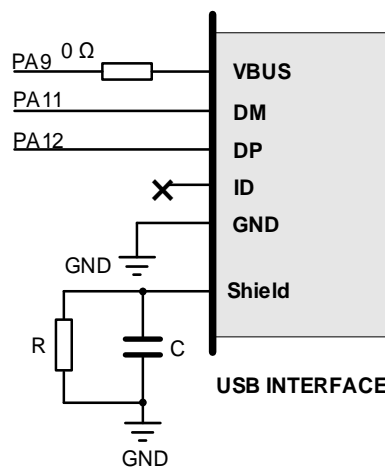 0 Ω
PA9 VBUS
PA11 DM
PA12 DP
ID
GND
GND
Shield
R C
USB INTERFACE
GND